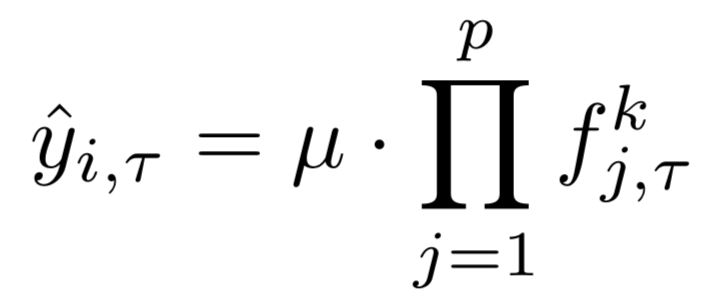 ŷ_{i,τ} = μ · ∏_{j=1}^{p} f_{j,τ}^{k}